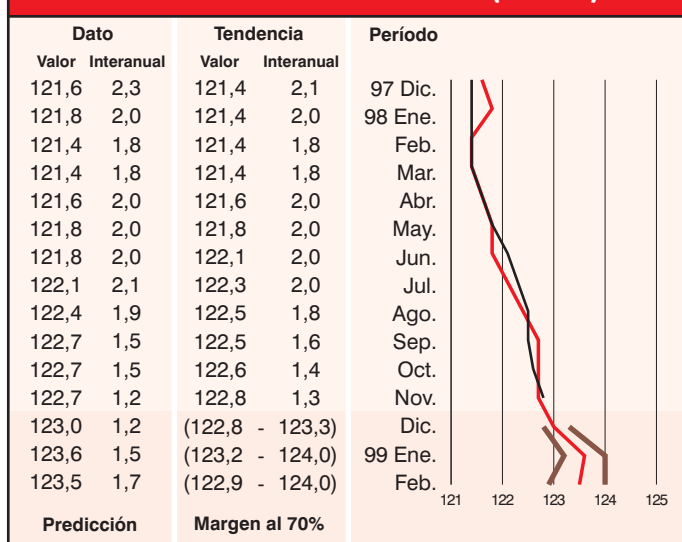 Dato Tendencia Período
Valor Interanual Valor Interanual
121,6 2,3 121,4 2,1 97 Dic.
121,8 2,0 121,4 2,0 98 Ene.
121,4 1,8 121,4 1,8 Feb.
121,4 1,8 121,4 1,8 Mar.
121,6 2,0 121,6 2,0 Abr.
121,8 2,0 121,8 2,0 May.
121,8 2,0 122,1 2,0 Jun.
122,1 2,1 122,3 2,0 Jul.
122,4 1,9 122,5 1,8 Ago.
122,7 1,5 122,5 1,6 Sep.
122,7 1,5 122,6 1,4 Oct.
122,7 1,2 122,8 1,3 Nov.
123,0 1,2 (122,8 - 123,3) Dic.
123,6 1,5 (123,2 - 124,0) 99 Ene.
123,5 1,7 (122,9 - 124,0) Feb.
121 122 123 124 125
Predicción Margen al 70%